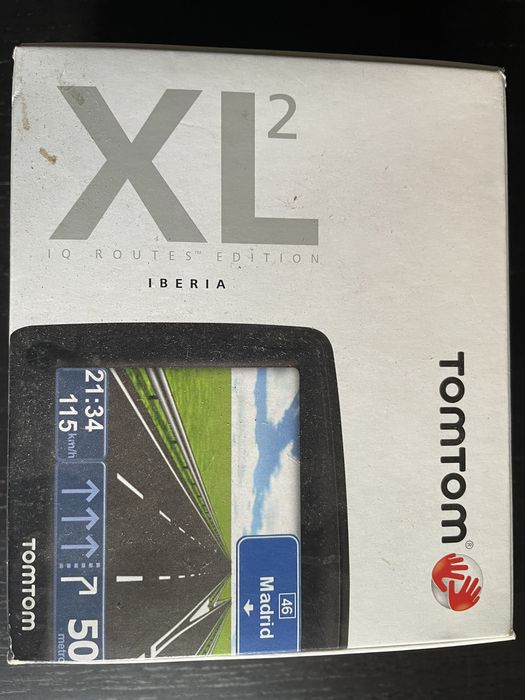 XL²
IQ ROUTES™ EDITION
IBERIA
TOMTOM®
46
Madrid
21:34
115 km/h
50
TOMTOM